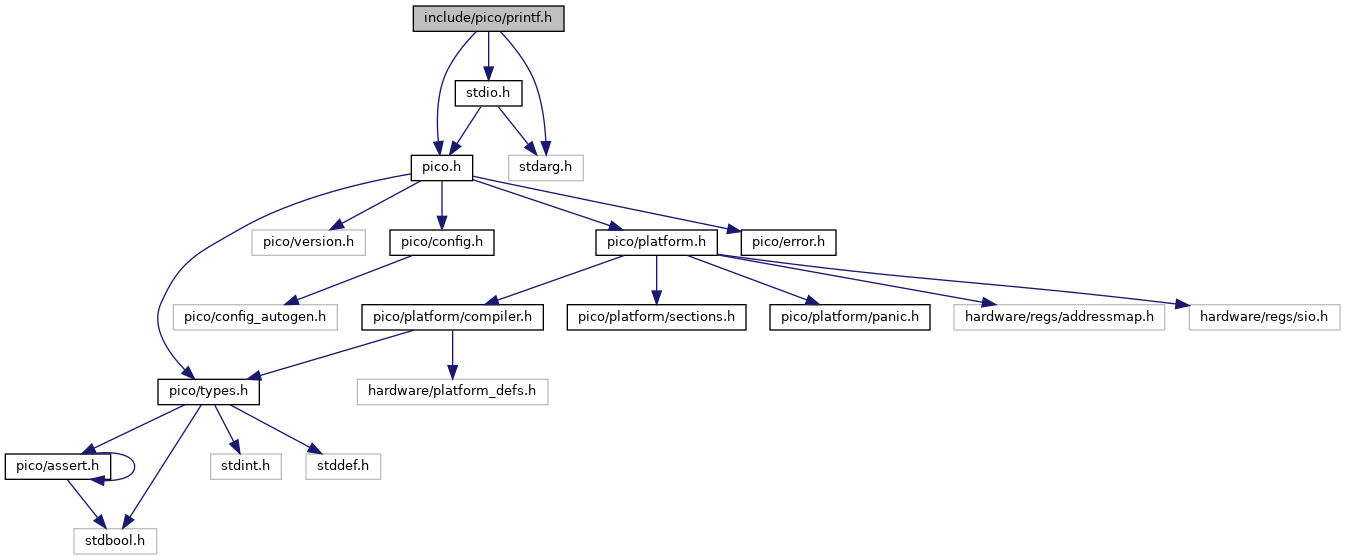 include/pico/printf.h
stdio.h
pico.h
stdarg.h
pico/version.h
pico/config.h
pico/platform.h
pico/error.h
pico/config_autogen.h
pico/platform/compiler.h
pico/platform/sections.h
pico/platform/panic.h
hardware/regs/addressmap.h
hardware/regs/sio.h
pico/types.h
hardware/platform_defs.h
pico/assert.h
stdint.h
stddef.h
stdbool.h